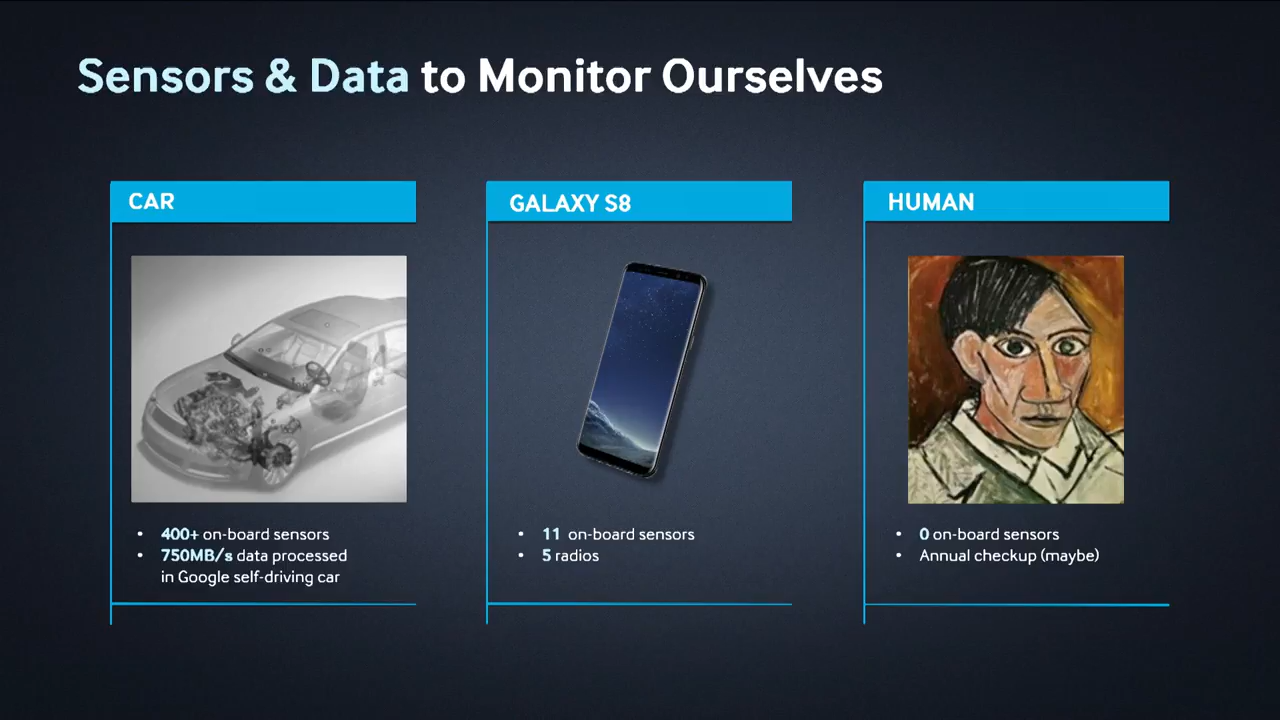 Sensors & Data to Monitor Ourselves
CAR
• 400+ on-board sensors
• 750MB/s data processed
in Google self-driving car
GALAXY S8
• 11 on-board sensors
• 5 radios
HUMAN
• 0 on-board sensors
• Annual checkup (maybe)